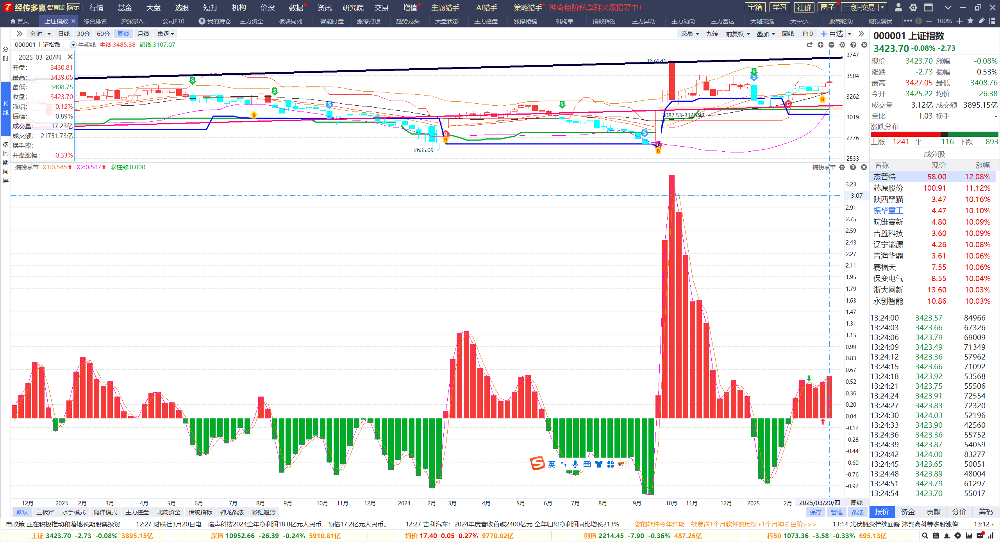 经传多赢 智尊版 演示 行情 基金 大盘 选股 短打 机构 价投 数据 资讯 研究院 交易 增值 主题猎手 AI猎手 策略猎手 神奇色阶私享群火爆招募中！ 宝箱 学习 社群 圈子 一创-交易
首页 上证指数 综合排名 沪深京A... 公司F10 我的持仓 主力资金 板块同列 智能盯盘 涨停打板 趋势龙头 大盘状态 主力控盘 涨停棱镜 机构单 指数择时 主力异动 主力动向 主力雷达 大咖交流 大中小... 股商轮动 财报潜伏 100%
分时 日线 30分 60分 周线 月线 更多 交易 九转 前复权 叠加 画线 F10 自选
000001 上证指数 牛熊线 牛线:3485.38 熊线:3107.07
分时
K线
多周期同屏
2025-03-20/四
开盘: 3430.81
最高: 3439.05
最低: 3408.75
收盘: 3423.70
涨幅: 0.12%
振幅: 0.89%
成交量: 17.23亿
成交额: 21751.73亿
换手率: -
开盘涨幅: 0.33%
3674.41
3087.53-3140.98
2635.09
3747
3504
3262
3019
2776
2533
捕捞季节 X1:0.545 X2:0.587 彩柱数:0.000
捕捞季节
3.23
3.07
2.91
2.75
2.59
2.43
2.27
2.11
1.95
1.79
1.63
1.47
1.31
1.15
0.99
0.83
0.67
0.52
0.36
0.20
0.04
-0.12
-0.28
-0.44
-0.60
-0.76
-0.92
英
12月 2023 2月 3月 4月 5月 6月 7月 8月 9月 10月 11月 12月 2024 2月 3月 4月 5月 6月 7月 8月 9月 10月 11月 12月 2025 2月 2025/03/20/四 周线
默认 三板斧 水手模式 海洋模式 主力控盘 北向资金 传统指标 神龙战法 彩虹趋势 保存 管理 战法
000001 上证指数
3423.70 -0.08% -2.73
现价 3423.70 涨幅 -0.08%
涨跌 -2.73 振幅 0.53%
最高 3427.05 最低 3408.76
今开 3425.22 均价 26.38
成交量 3.12亿 成交额 3895.15亿
量比 1.03 换手 -
涨跌分布
上涨 1241 平 116 下跌 893
成分股
名称 现价 涨幅
杰普特 58.00 12.08%
芯原股份 100.91 11.12%
陕西黑猫 3.47 10.16%
振华重工 4.47 10.10%
皖维高新 4.80 10.09%
吉鑫科技 3.60 10.09%
辽宁能源 4.26 10.08%
青海华鼎 3.61 10.06%
赛福天 7.55 10.06%
保变电气 8.55 10.04%
浙大网新 13.60 10.03%
永创智能 10.86 10.03%
13:24:00 3423.57 84966
13:24:03 3423.66 67326
13:24:06 3423.79 69009
13:24:09 3423.49 71349
13:24:12 3423.36 57962
13:24:15 3423.66 71092
13:24:18 3423.92 53568
13:24:21 3423.75 55506
13:24:24 3423.91 72554
13:24:27 3423.83 72320
13:24:30 3424.03 52196
13:24:33 3423.90 42560
13:24:36 3423.36 55752
13:24:39 3423.87 54059
13:24:42 3424.00 83277
13:24:45 3423.65 50051
13:24:48 3423.89 48004
13:24:51 3423.79 61297
13:24:54 3423.70 55017
报价 资金 贡献 分价 筹码
市政策 正在积极推动和落地长期股票投资 12:27 财联社3月20日电，瑞声科技2024全年净利润18.0亿元人民币，预估17.2亿元人民币。 12:27 吉利汽车：2024年度营收首破2400亿元 全年归母净利润同比增长213% 您的软件今年过期，续费送1个月软件使用权+1个月神奇色阶>>> 13:14 光伏概念持续回暖 沐邦高科等多股涨停 13:12
上证 3423.70 -2.73 -0.08% 3895.15亿 深指 10952.66 -26.39 -0.24% 5910.81亿 均价 17.40 0.05 0.27% 9770.02亿 创指 2214.45 -7.90 -0.36% 487.26亿 科50 1073.36 -3.58 -0.33% 695.13亿